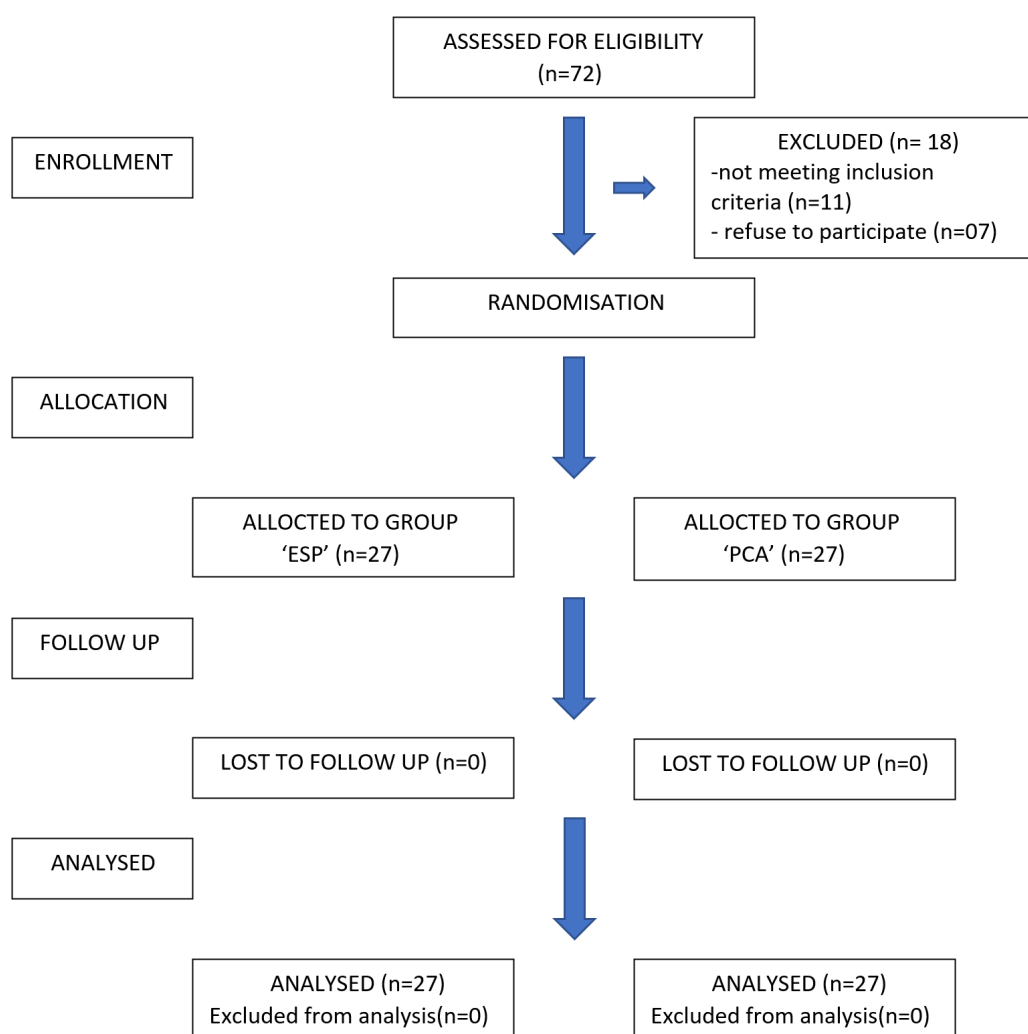 ASSESSED FOR ELIGIBILITY
(n=72)
ENROLLMENT
EXCLUDED (n= 18)
-not meeting inclusion
criteria (n=11)
- refuse to participate (n=07)
RANDOMISATION
ALLOCATION
ALLOCTED TO GROUP
‘ESP’ (n=27)
ALLOCTED TO GROUP
‘PCA’ (n=27)
FOLLOW UP
LOST TO FOLLOW UP (n=0)
LOST TO FOLLOW UP (n=0)
ANALYSED
ANALYSED (n=27)
Excluded from analysis(n=0)
ANALYSED (n=27)
Excluded from analysis(n=0)